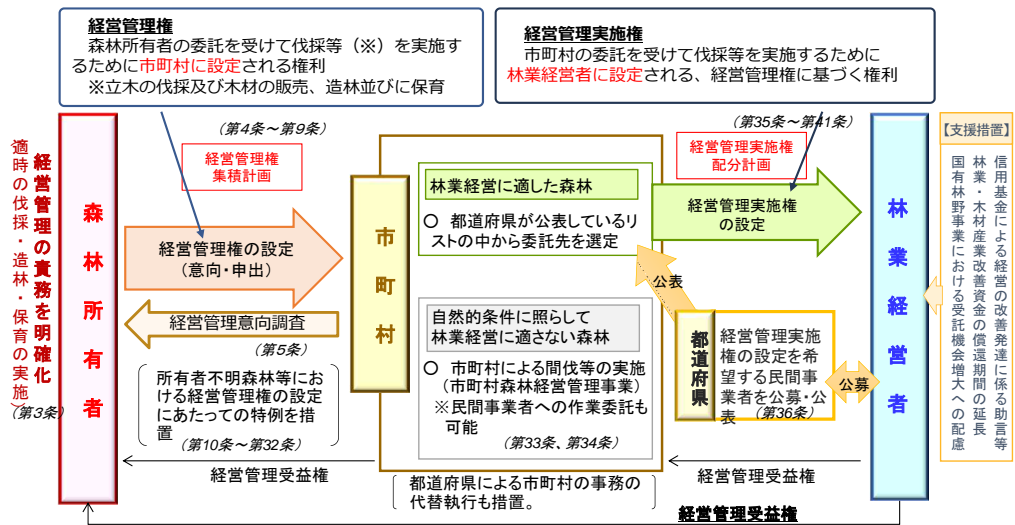 経営管理権
森林所有者の委託を受けて伐採等（※）を実施す
るために市町村に設定される権利
※立木の伐採及び木材の販売、造林並びに保育
経営管理実施権
市町村の委託を受けて伐採等を実施するために
林業経営者に設定される、経営管理権に基づく権利
経営管理の責務を明確化
適時の伐採・造林・保育の実施
(第3条)
森林所有者
(第4条～第9条)
経営管理権
集積計画
経営管理権の設定
（意向・申出）
経営管理意向調査
(第5条)
所有者不明森林等にお
ける経営管理権の設定
にあたっての特例を措
置
(第10条～第32条)
経営管理受益権
市町村
林業経営に適した森林
○ 都道府県が公表しているリ
ストの中から委託先を選定
自然的条件に照らして
林業経営に適さない森林
○ 市町村による間伐等の実施
（市町村森林経営管理事業）
※民間事業者への作業委託も
可能
(第33条、第34条)
都道府県による市町村の事務の
代替執行も措置。
(第35条～第41条)
経営管理実施権
配分計画
経営管理実施権
の設定
公表
都道府県
経営管理実施
権の設定を希
望する民間事
業者を公募・公
表
(第36条)
公募
経営管理受益権
経営管理受益権
林業経営者
【支援措置】
信用基金による経営の改善発達に係る助言等
林業・木材産業改善資金の償還期間の延長
国有林野事業における受託機会増大への配慮